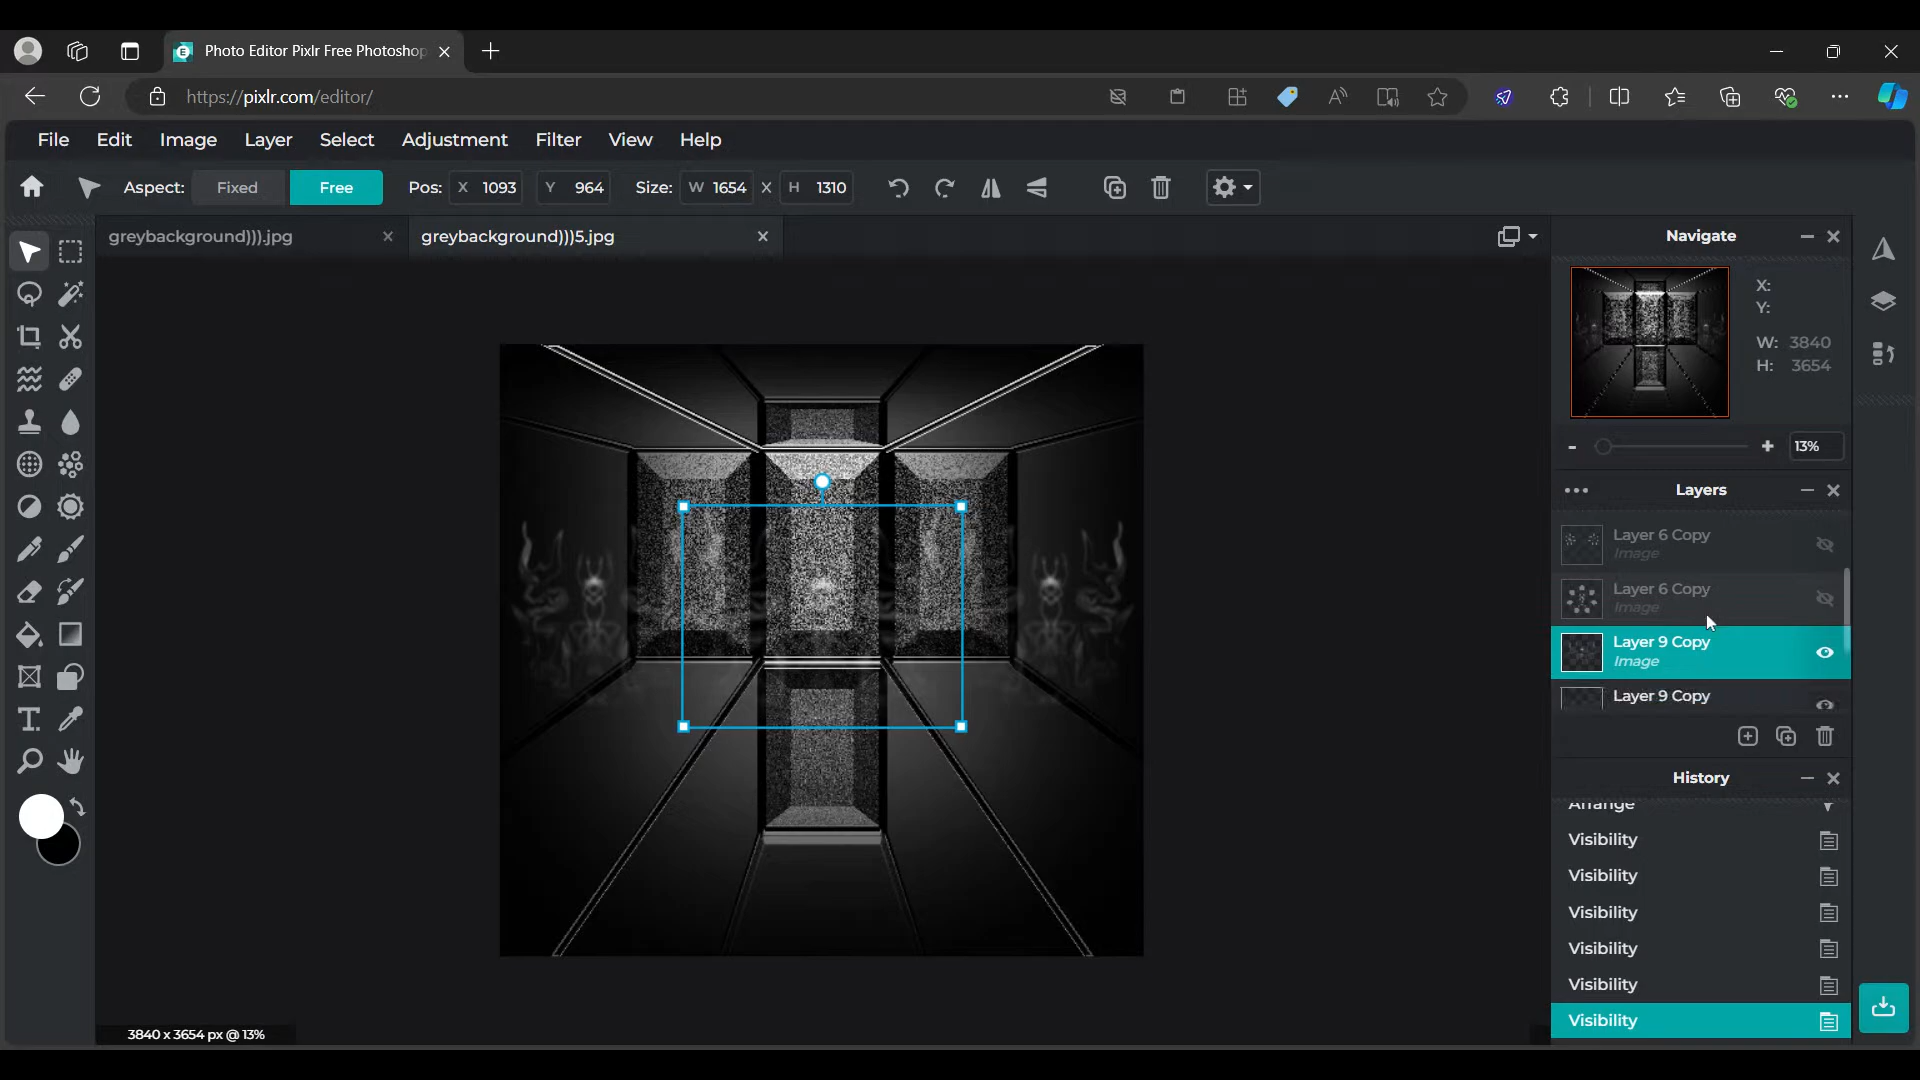 Photo Editor Pixlr Free Photoshop
https://pixlr.com/editor/
File Edit Image Layer Select Adjustment Filter View Help
Aspect: Fixed Free Pos: X 1093 Y 964 Size: W 1654 X H 1310
greybackground))).jpg
greybackground)))5.jpg
Navigate
X:
Y:
W: 3840
H: 3654
- + 13%
Layers
Layer 6 Copy
Image
Layer 6 Copy
Image
Layer 9 Copy
Image
Layer 9 Copy
History
Arrange
Visibility
Visibility
Visibility
Visibility
Visibility
Visibility
3840 x 3654 px @ 13%